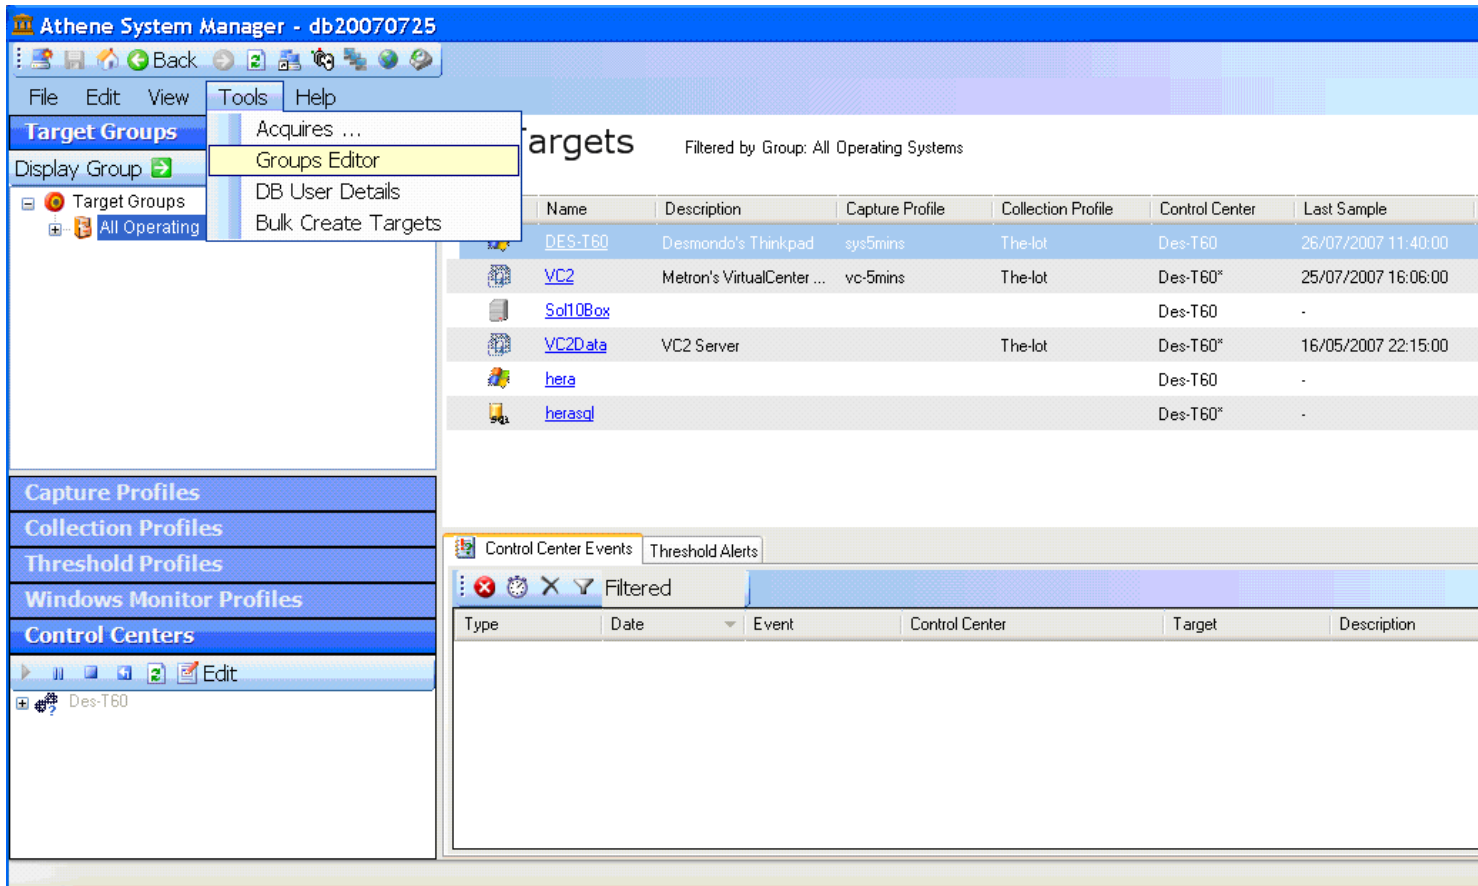 Athene System Manager - db20070725
Back
File Edit View Tools Help
Target Groups
Display Group
Target Groups
All Operating
Acquires ...
Groups Editor
DB User Details
Bulk Create Targets
argets Filtered by Group: All Operating Systems
Name Description Capture Profile Collection Profile Control Center Last Sample
DES-T60 Desmondo's Thinkpad sys5mins The-lot Des-T60 26/07/2007 11:40:00
VC2 Metron's VirtualCenter ... vc-5mins The-lot Des-T60* 25/07/2007 16:06:00
Sol10Box Des-T60 -
VC2Data VC2 Server The-lot Des-T60* 16/05/2007 22:15:00
hera Des-T60 -
herasql Des-T60* -
Capture Profiles
Collection Profiles
Threshold Profiles
Windows Monitor Profiles
Control Centers
Edit
Des-T60
Control Center Events Threshold Alerts
Filtered
Type Date Event Control Center Target Description